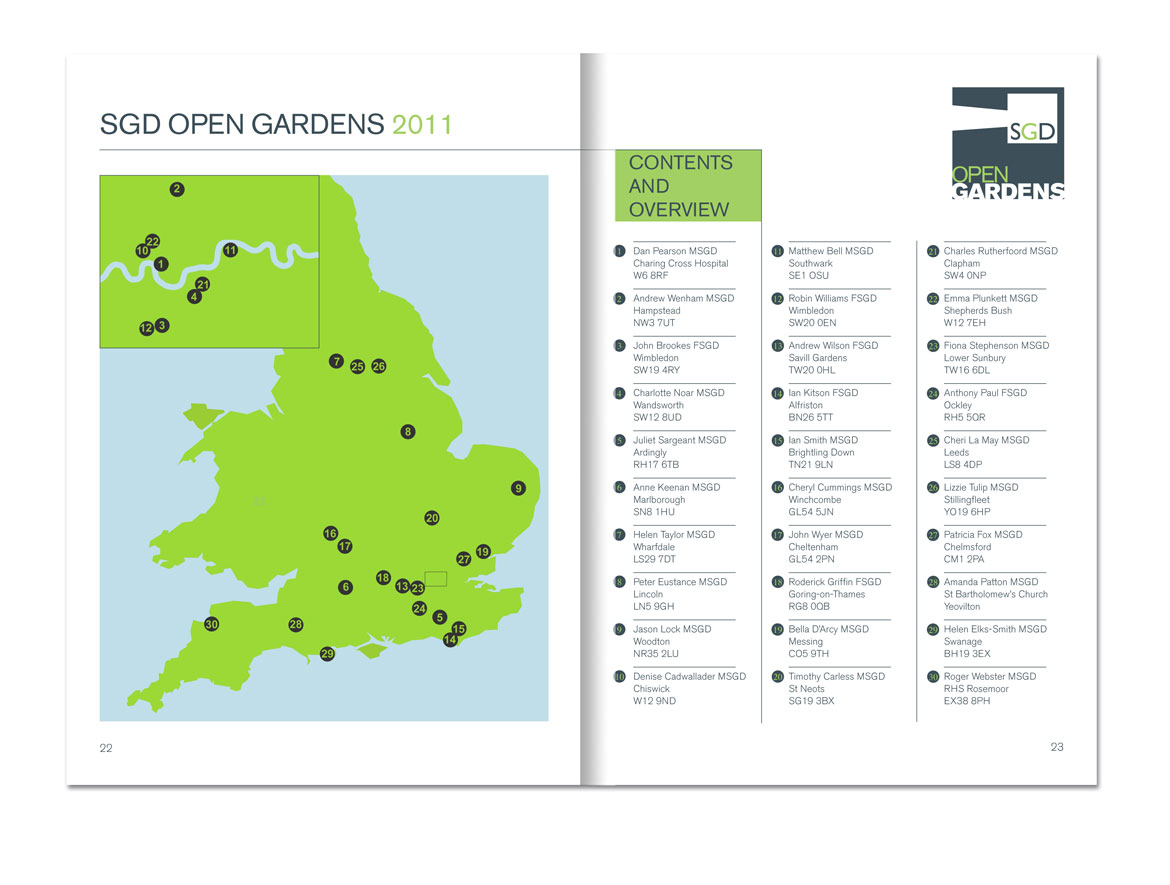 SGD OPEN GARDENS 2011
2
22
10
11
1
21
4
12
3
7
25
26
8
9
20
16
17
19
27
18
13
23
6
24
5
15
14
30
28
29
22
SGD
OPEN
GARDENS
CONTENTS
AND
OVERVIEW
1 Dan Pearson MSGD
Charing Cross Hospital
W6 8RF
2 Andrew Wenham MSGD
Hampstead
NW3 7UT
3 John Brookes FSGD
Wimbledon
SW19 4RY
4 Charlotte Noar MSGD
Wandsworth
SW12 8UD
5 Juliet Sargeant MSGD
Ardingly
RH17 6TB
6 Anne Keenan MSGD
Marlborough
SN8 1HU
7 Helen Taylor MSGD
Wharfdale
LS29 7DT
8 Peter Eustance MSGD
Lincoln
LN5 9GH
9 Jason Lock MSGD
Woodton
NR35 2LU
10 Denise Cadwallader MSGD
Chiswick
W12 9ND
11 Matthew Bell MSGD
Southwark
SE1 OSU
12 Robin Williams FSGD
Wimbledon
SW20 0EN
13 Andrew Wilson FSGD
Savill Gardens
TW20 0HL
14 Ian Kitson FSGD
Alfriston
BN26 5TT
15 Ian Smith MSGD
Brightling Down
TN21 9LN
16 Cheryl Cummings MSGD
Winchcombe
GL54 5JN
17 John Wyer MSGD
Cheltenham
GL54 2PN
18 Roderick Griffin FSGD
Goring-on-Thames
RG8 0QB
19 Bella D'Arcy MSGD
Messing
CO5 9TH
20 Timothy Carless MSGD
St Neots
SG19 3BX
21 Charles Rutherfoord MSGD
Clapham
SW4 0NP
22 Emma Plunkett MSGD
Shepherds Bush
W12 7EH
23 Fiona Stephenson MSGD
Lower Sunbury
TW16 6DL
24 Anthony Paul FSGD
Ockley
RH5 5QR
25 Cheri La May MSGD
Leeds
LS8 4DP
26 Lizzie Tulip MSGD
Stillingfleet
YO19 6HP
27 Patricia Fox MSGD
Chelmsford
CM1 2PA
28 Amanda Patton MSGD
St Bartholomew's Church
Yeovilton
29 Helen Elks-Smith MSGD
Swanage
BH19 3EX
30 Roger Webster MSGD
RHS Rosemoor
EX38 8PH
23